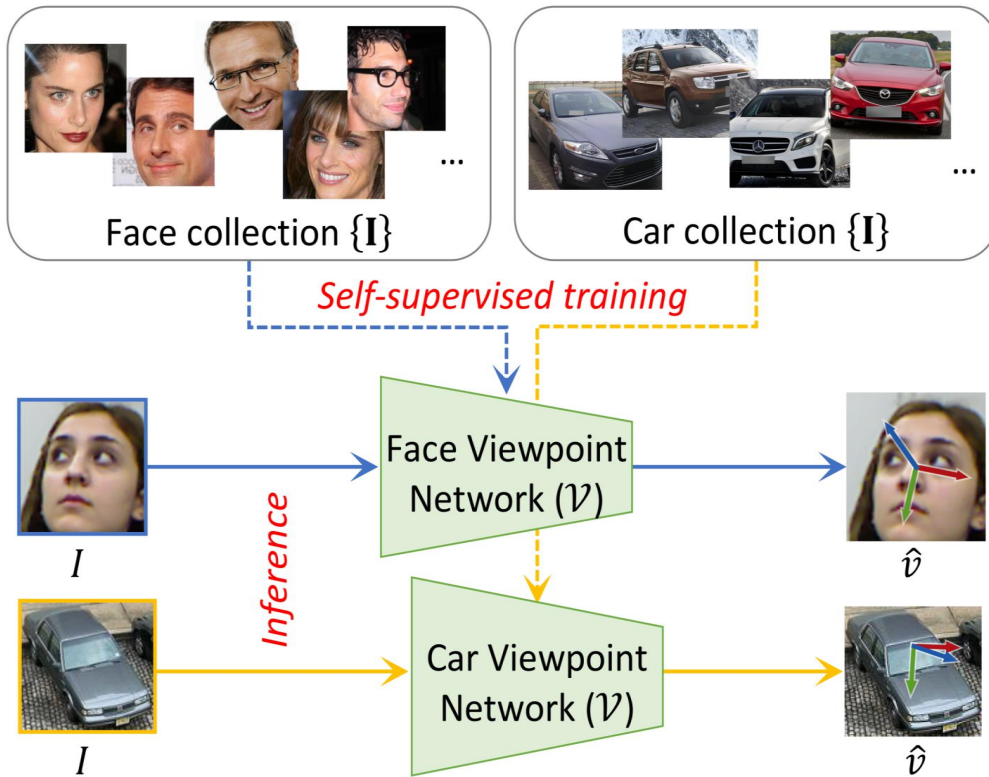 ...
...
Face collection {I}
Car collection {I}
Self-supervised training
Face Viewpoint
Network (𝒱)
I
v̂
Inference
Car Viewpoint
Network (𝒱)
I
v̂